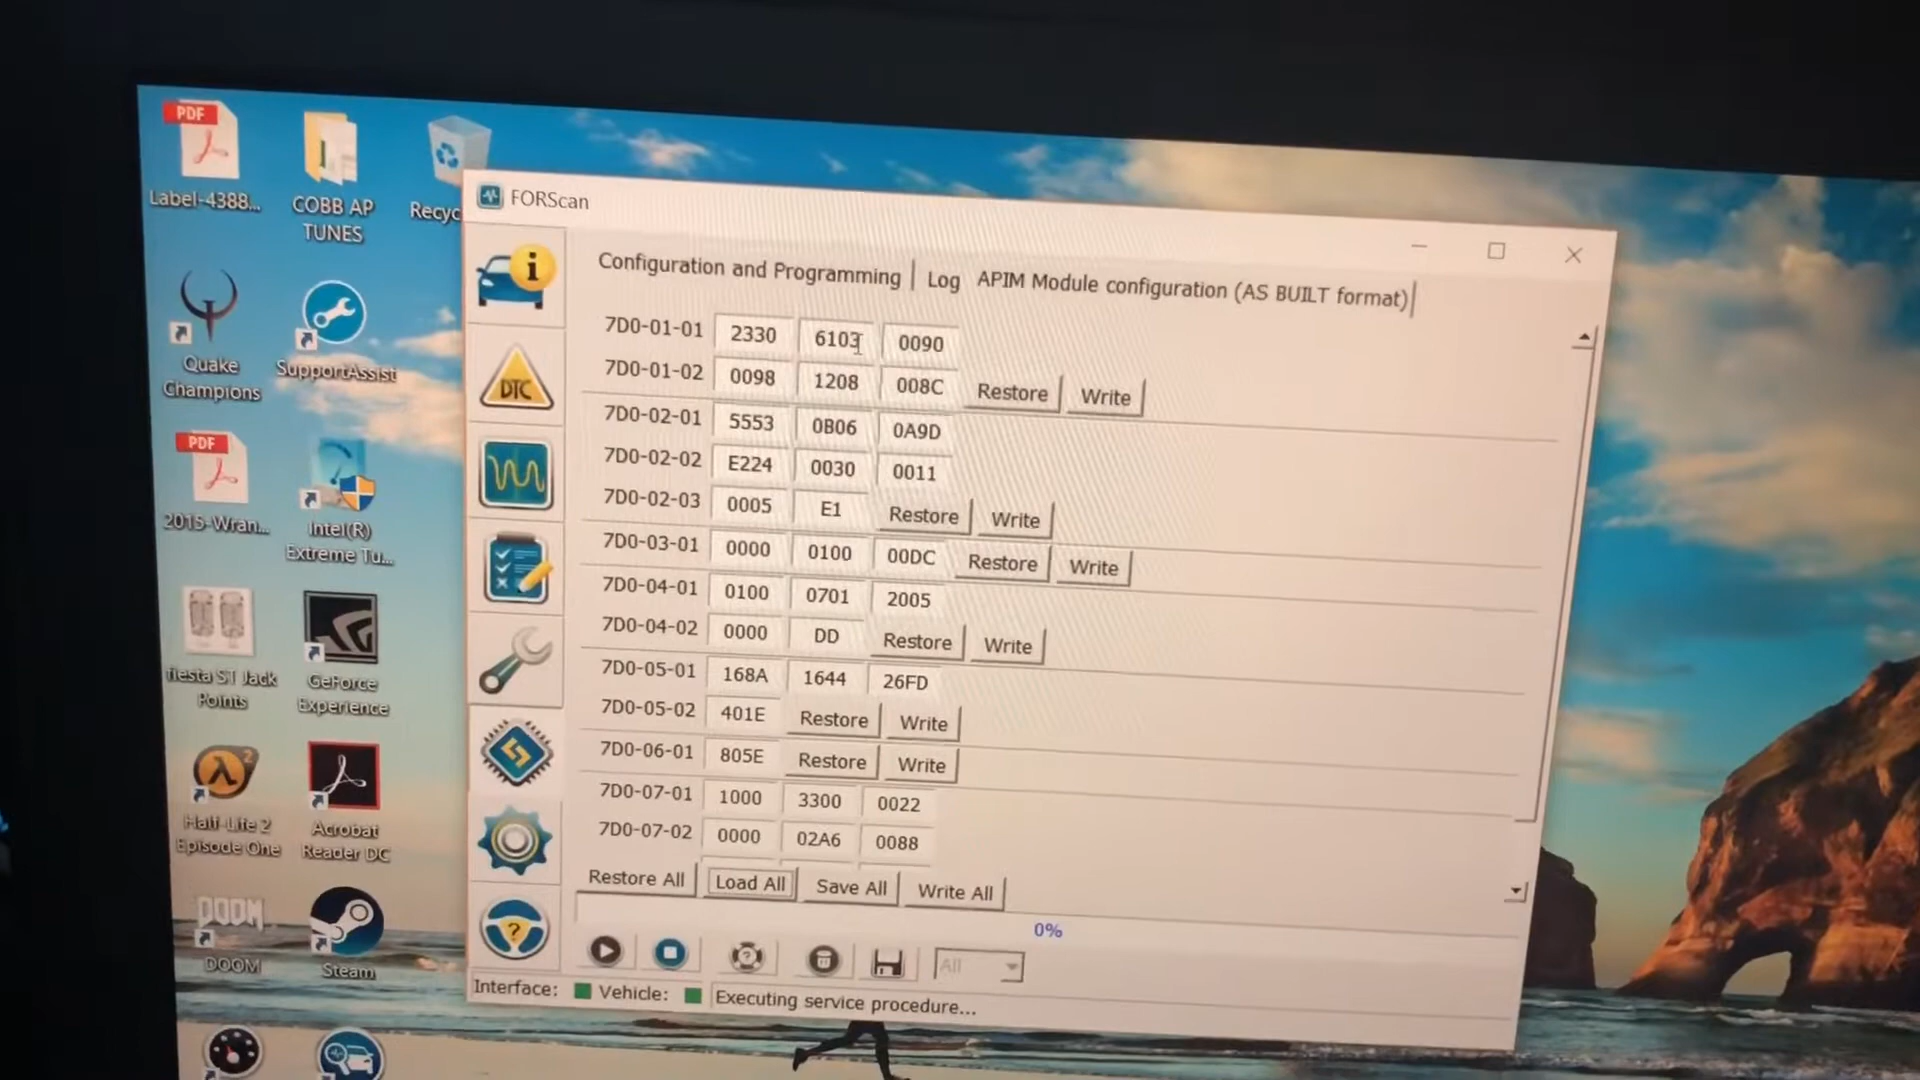 PDF
Label-4388...
COBB AP
TUNES
Recyc
Quake
Champions
SupportAssist
PDF
2015-Wran...
Intel(R)
Extreme Tu...
fiesta ST Jack
Points
GeForce
Experience
2
Half-Life 2
Episode One
Acrobat
Reader DC
DOOM
DOOM
Steam
FORScan
i
DTC
?
Configuration and Programming Log APIM Module configuration (AS BUILT format)
7D0-01-01 2330 6103 0090
7D0-01-02 0098 1208 008C Restore Write
7D0-02-01 5553 0B06 0A9D
7D0-02-02 E224 0030 0011
7D0-02-03 0005 E1 Restore Write
7D0-03-01 0000 0100 00DC Restore Write
7D0-04-01 0100 0701 2005
7D0-04-02 0000 DD Restore Write
7D0-05-01 168A 1644 26FD
7D0-05-02 401E Restore Write
7D0-06-01 805E Restore Write
7D0-07-01 1000 3300 0022
7D0-07-02 0000 02A6 0088
Restore All Load All Save All Write All
0%
? All
Interface: Vehicle: Executing service procedure...